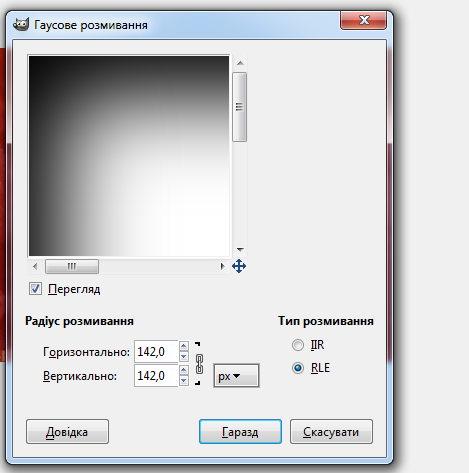 Гаусове розмивання
Перегляд
Радіус розмивання
Горизонтально: 142,0
Вертикально: 142,0
px
Тип розмивання
IIR
RLE
Довідка
Гаразд
Скасувати